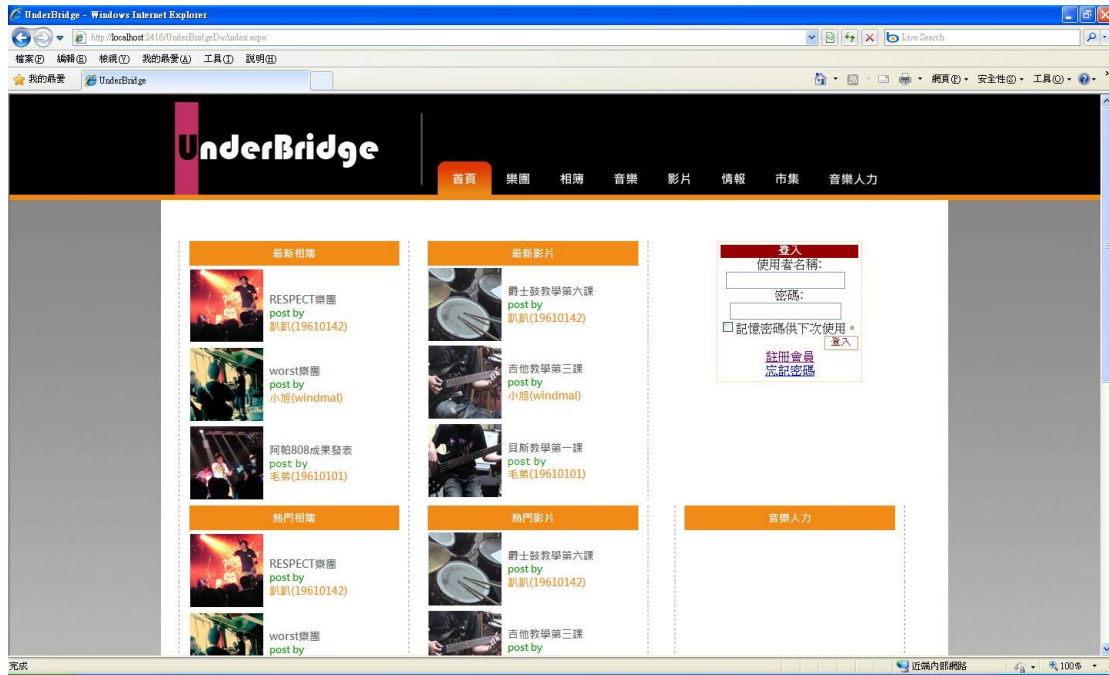 UnderBridge - Windows Internet Explorer
http://localhost:2416/UnderBridgeDw/index.aspx
Live Search
檔案(F) 編輯(E) 檢視(V) 我的最愛(A) 工具(T) 說明(H)
我的最愛 UnderBridge 網頁(P) 安全性(S) 工具(O)
UnderBridge
首頁 樂團 相簿 音樂 影片 情報 市集 音樂人力
最新相簿
RESPECT樂團
post by
趴趴(19610142)
worst樂團
post by
小旭(windmal)
阿帕808成果發表
post by
毛弟(19610101)
最新影片
爵士鼓教學第六課
post by
趴趴(19610142)
吉他教學第三課
post by
小旭(windmal)
貝斯教學第一課
post by
毛弟(19610101)
登入
使用者名稱:
密碼:
記憶密碼供下次使用。
登入
註冊會員
忘記密碼
熱門相簿
RESPECT樂團
post by
趴趴(19610142)
worst樂團
post by
熱門影片
爵士鼓教學第六課
post by
趴趴(19610142)
吉他教學第三課
post by
音樂人力
完成 近端內部網路 100%